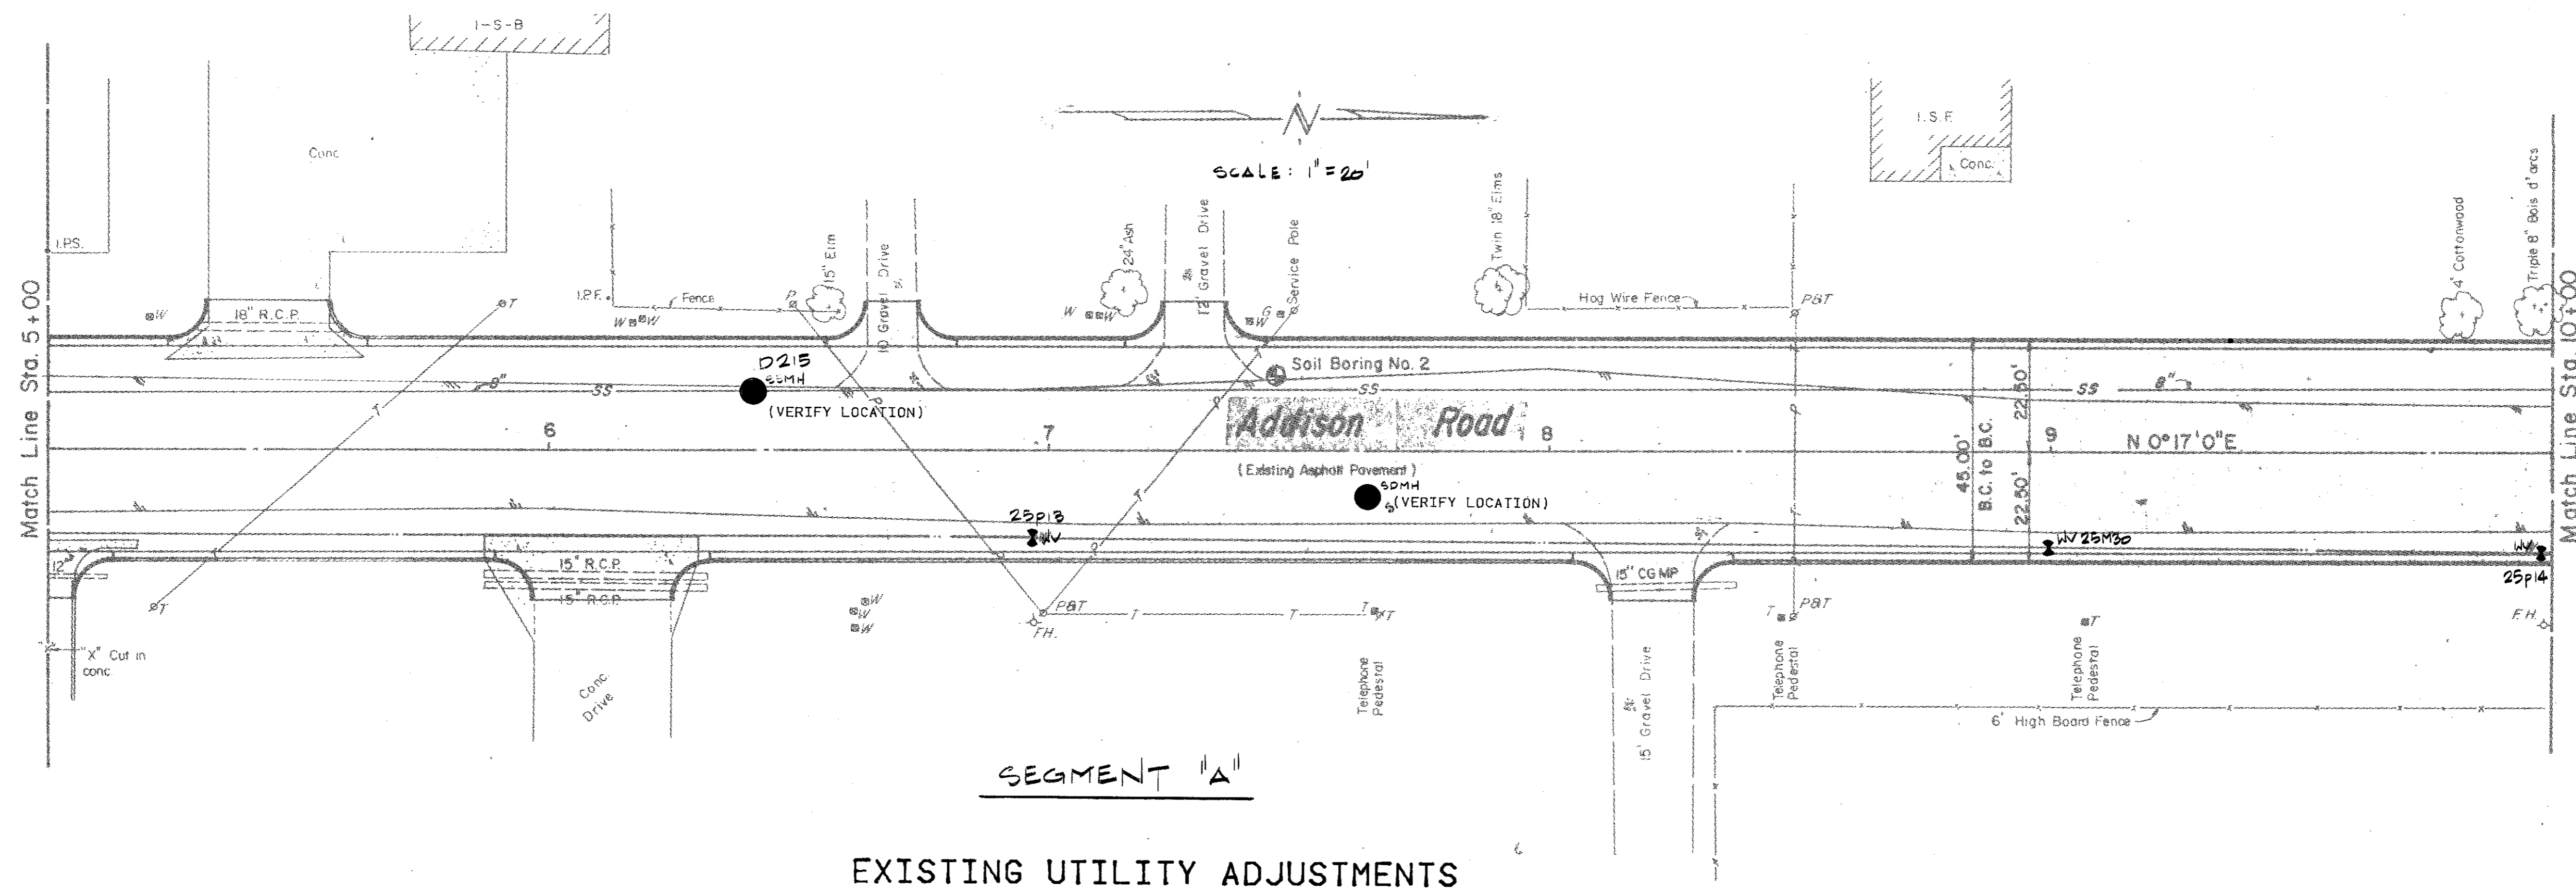 I-S-B
Conc
N
SCALE: 1" = 20'
I.S.F.
Conc.
I.P.S.
18" R.C.P.
W
T
I.P.F.
Fence
W
W
P
15" Elm
10' Gravel Drive
W
W
24" Ash
12' Gravel Drive
W
G
Service Pole
Twin 18" Elms
Hog Wire Fence
P&T
4" Cottonwood
Triple 8" Bois d'arcs
Match Line Sta. 5+00
Match Line Sta. 10+00
8"
SS
D215
SSMH
(VERIFY LOCATION)
Soil Boring No. 2
SS
SS
8"
T
6
7
Addison Road
8
9
N 0°17'0"E
(Existing Asphalt Pavement)
SDMH
(VERIFY LOCATION)
45.00'
B.C. to B.C.
22.50'
22.50'
T
25p13
WV
WV 25M30
WV
25p14
12"
15" R.C.P.
15" R.C.P.
15" CGMP
T
W
W
W
P&T
F.H.
T
T
T
T
T
P&T
T
F.H.
"X" Cut in
conc.
Conc.
Drive
Telephone
Pedestal
15' Gravel Drive
Telephone
Pedestal
Telephone
Pedestal
6' High Board Fence
SEGMENT "A"
EXISTING UTILITY ADJUSTMENTS